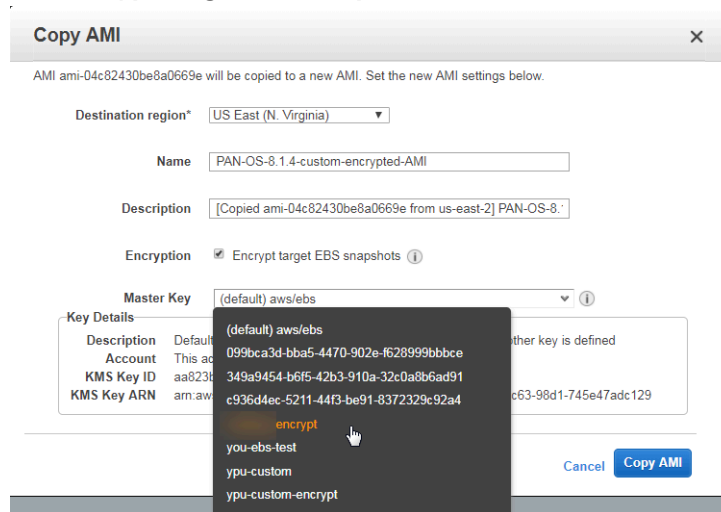 Copy AMI
AMI ami-04c82430be8a0669e will be copied to a new AMI. Set the new AMI settings below.
Destination region* US East (N. Virginia)
Name PAN-OS-8.1.4-custom-encrypted-AMI
Description [Copied ami-04c82430be8a0669e from us-east-2] PAN-OS-8.
Encryption Encrypt target EBS snapshots
Master Key (default) aws/ebs
Key Details
(default) aws/ebs
Description Defau other key is defined
099bca3d-bba5-4470-902e-f628999bbbce
Account This a
349a9454-b6f5-42b3-910a-32c0a8b6ad91
KMS Key ID aa823
c936d4ec-5211-44f3-be91-8372329c92a4
KMS Key ARN arn:aw c63-98d1-745e47adc129
encrypt
you-ebs-test
ypu-custom
ypu-custom-encrypt
Cancel Copy AMI